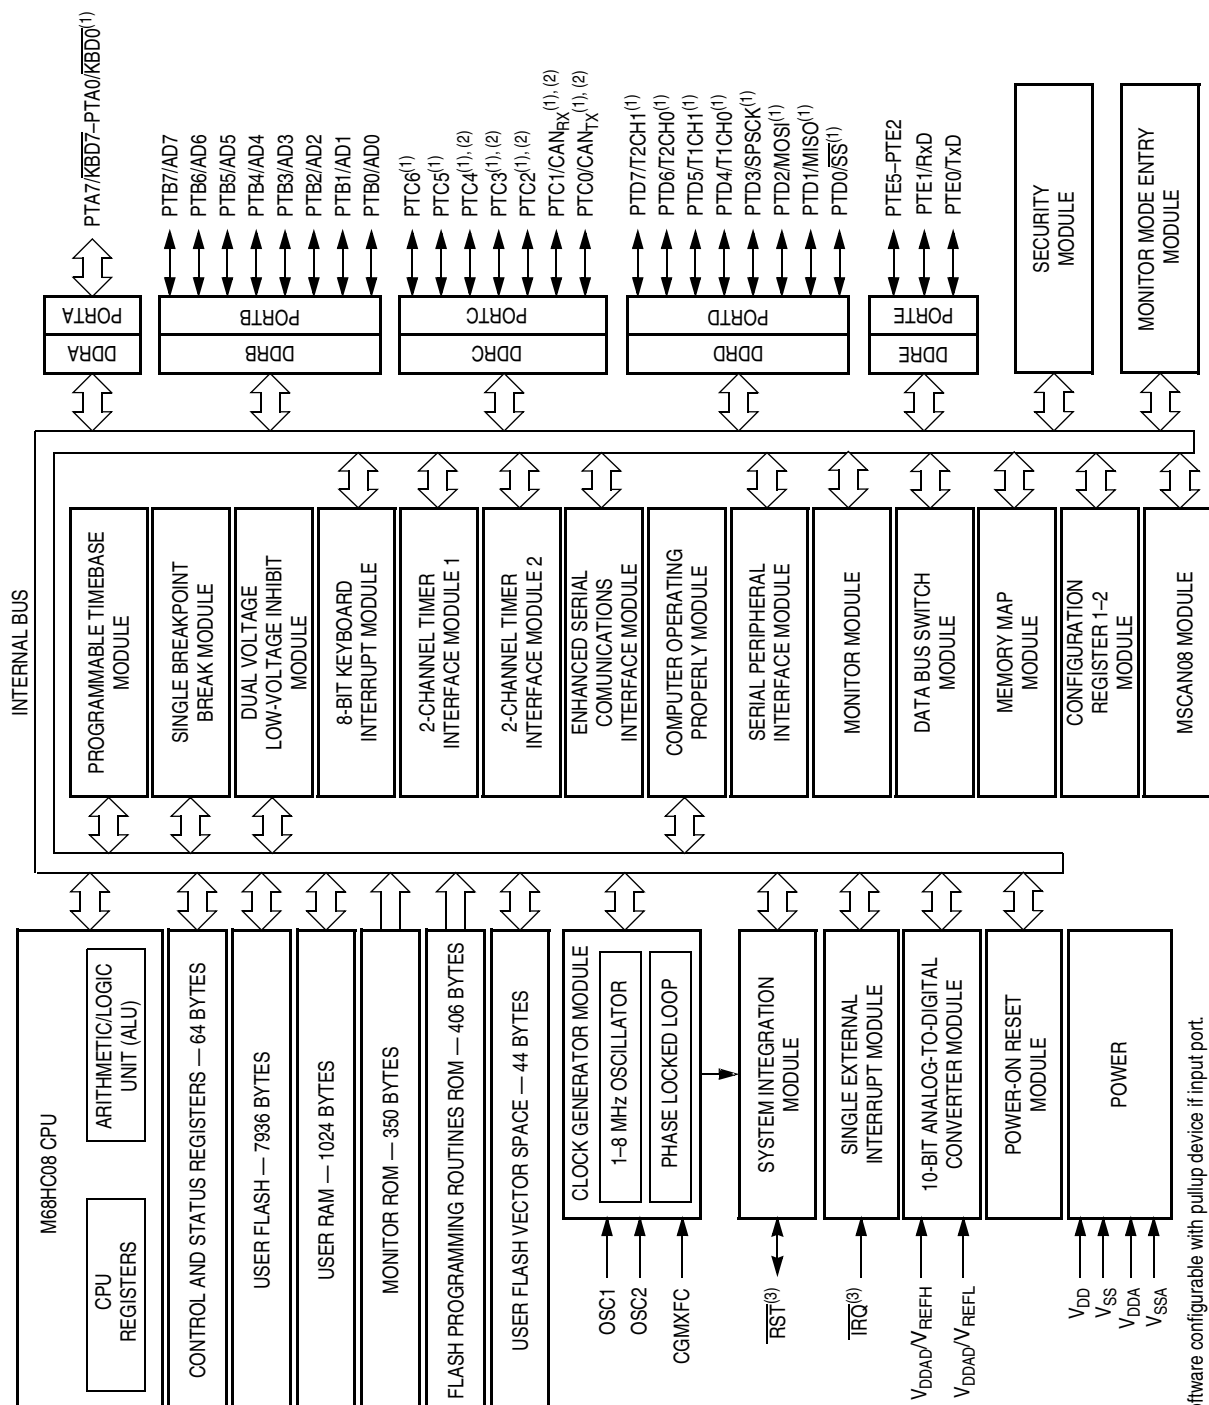 INTERNAL BUS
M68HC08 CPU
CPU
REGISTERS
ARITHMETIC/LOGIC
UNIT (ALU)
CONTROL AND STATUS REGISTERS — 64 BYTES
USER FLASH — 7936 BYTES
USER RAM — 1024 BYTES
MONITOR ROM — 350 BYTES
FLASH PROGRAMMING ROUTINES ROM — 406 BYTES
USER FLASH VECTOR SPACE — 44 BYTES
CLOCK GENERATOR MODULE
1–8 MHz OSCILLATOR
PHASE LOCKED LOOP
OSC1
OSC2
CGMXFC
SYSTEM INTEGRATION
MODULE
RST(3)
SINGLE EXTERNAL
INTERRUPT MODULE
IRQ(3)
10-BIT ANALOG-TO-DIGITAL
CONVERTER MODULE
VDDAD/VREFH
VDDAD/VREFL
POWER-ON RESET
MODULE
POWER
VDD
VSS
VDDA
VSSA
PROGRAMMABLE TIMEBASE
MODULE
SINGLE BREAKPOINT
BREAK MODULE
DUAL VOLTAGE
LOW-VOLTAGE INHIBIT
MODULE
8-BIT KEYBOARD
INTERRUPT MODULE
2-CHANNEL TIMER
INTERFACE MODULE 1
2-CHANNEL TIMER
INTERFACE MODULE 2
ENHANCED SERIAL
COMUNICATIONS
INTERFACE MODULE
COMPUTER OPERATING
PROPERLY MODULE
SERIAL PERIPHERAL
INTERFACE MODULE
MONITOR MODULE
DATA BUS SWITCH
MODULE
MEMORY MAP
MODULE
CONFIGURATION
REGISTER 1–2
MODULE
MSCAN08 MODULE
DDRA
PORTA
PTA7/KBD7–PTA0/KBD0(1)
DDRB
PORTB
PTB7/AD7
PTB6/AD6
PTB5/AD5
PTB4/AD4
PTB3/AD3
PTB2/AD2
PTB1/AD1
PTB0/AD0
DDRC
PORTC
PTC6(1)
PTC5(1)
PTC4(1), (2)
PTC3(1), (2)
PTC2(1), (2)
PTC1/CANRX(1), (2)
PTC0/CANTX(1), (2)
DDRD
PORTD
PTD7/T2CH1(1)
PTD6/T2CH0(1)
PTD5/T1CH1(1)
PTD4/T1CH0(1)
PTD3/SPSCK(1)
PTD2/MOSI(1)
PTD1/MISO(1)
PTD0/SS(1)
DDRE
PORTE
PTE5–PTE2
PTE1/RxD
PTE0/TxD
SECURITY
MODULE
MONITOR MODE ENTRY
MODULE
oftware configurable with pullup device if input port.